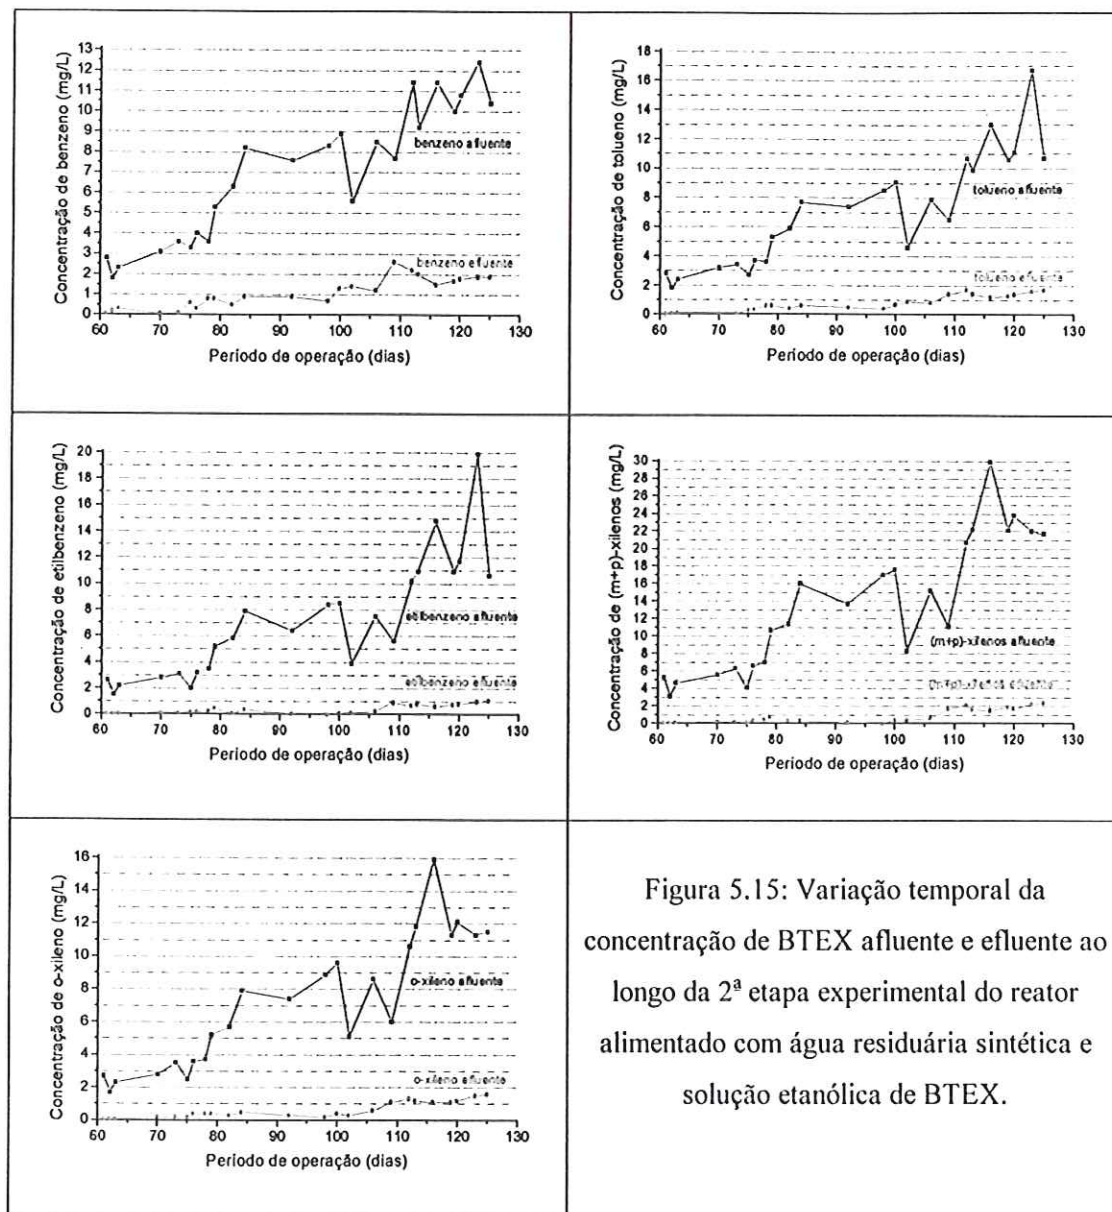 Concentração de benzeno (mg/L)
13
12
11
10
9
8
7
6
5
4
3
2
1
0
benzeno afluente
benzeno efluente
60 70 80 90 100 110 120 130
Período de operação (dias)
Concentração de tolueno (mg/L)
18
16
14
12
10
8
6
4
2
0
tolueno afluente
tolueno efluente
60 70 80 90 100 110 120 130
Período de operação (dias)
Concentração de etilbenzeno (mg/L)
20
18
16
14
12
10
8
6
4
2
0
etilbenzeno afluente
etilbenzeno efluente
60 70 80 90 100 110 120 130
Período de operação (dias)
Concentração de (m+p)-xilenos (mg/L)
30
28
26
24
22
20
18
16
14
12
10
8
6
4
2
0
(m+p)-xilenos afluente
(m+p)-xilenos efluente
60 70 80 90 100 110 120 130
Período de operação (dias)
Concentração de o-xileno (mg/L)
16
14
12
10
8
6
4
2
0
o-xileno afluente
o-xileno efluente
60 70 80 90 100 110 120 130
Período de operação (dias)
Figura 5.15: Variação temporal da
concentração de BTEX afluente e efluente ao
longo da 2ª etapa experimental do reator
alimentado com água residuária sintética e
solução etanólica de BTEX.